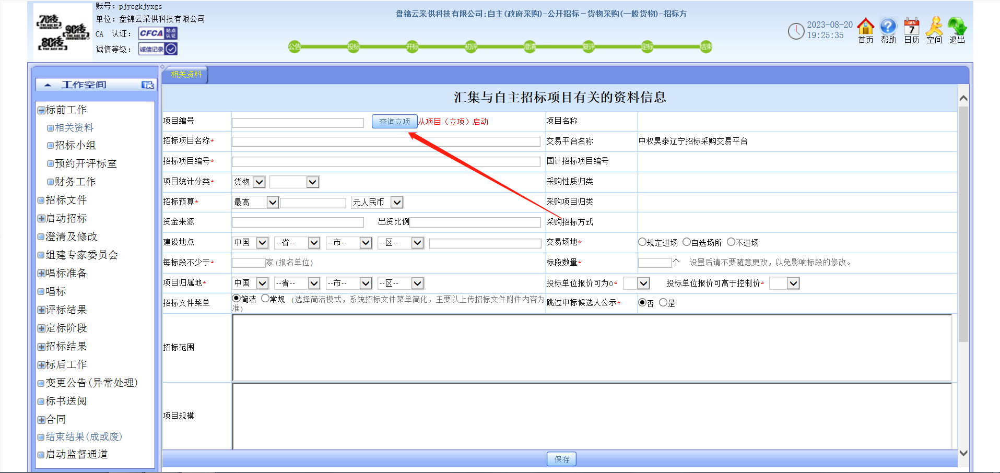 70後
90後
80後
账号：pjycgkjyxgs
单位：盘锦云采供科技有限公司
CA 认证：
CFCA 站点认证
诚信等级：
诚信记录
盘锦云采供科技有限公司:自主(政府采购)-公开招标－货物采购(一般货物)-招标方
公告 投标 开标 初评 澄清 复评 定标 结束
2023-08-20
19:25:35
首页 帮助 日历 空间 退出
JAN
7
工作空间
标前工作
相关资料
招标小组
预约开评标室
财务工作
招标文件
启动招标
澄清及修改
组建专家委员会
唱标准备
唱标
评标结果
定标阶段
招标结果
标后工作
变更公告(异常处理)
标书送阅
合同
结束结果(成或废)
启动监督通道
相关资料
汇集与自主招标项目有关的资料信息
项目编号 查询立项 从项目（立项）启动 项目名称
招标项目名称* 交易平台名称 中权昊泰辽宁招标采购交易平台
招标项目编号* 国计招标项目编号
项目统计分类* 货物 采购性质归类
招标预算* 最高 元人民币 采购项目归类
资金来源 出资比例 采购招标方式
建设地点 中国 --省-- --市-- --区-- 交易场地* 规定进场 自选场所 不进场
每标段不少于* 家(报名单位) 标段数量* 个 设置后请不要随意更改，以免影响标段的修改。
项目归属地* 中国 --省-- --市-- --区-- 投标单位报价可为0* 投标单位报价可高于控制价*
招标文件菜单 简洁 常规 (选择简洁模式，系统招标文件菜单简化，主要以上传招标文件附件内容为准) 跳过中标候选人公示* 否 是
招标范围
项目规模
保存